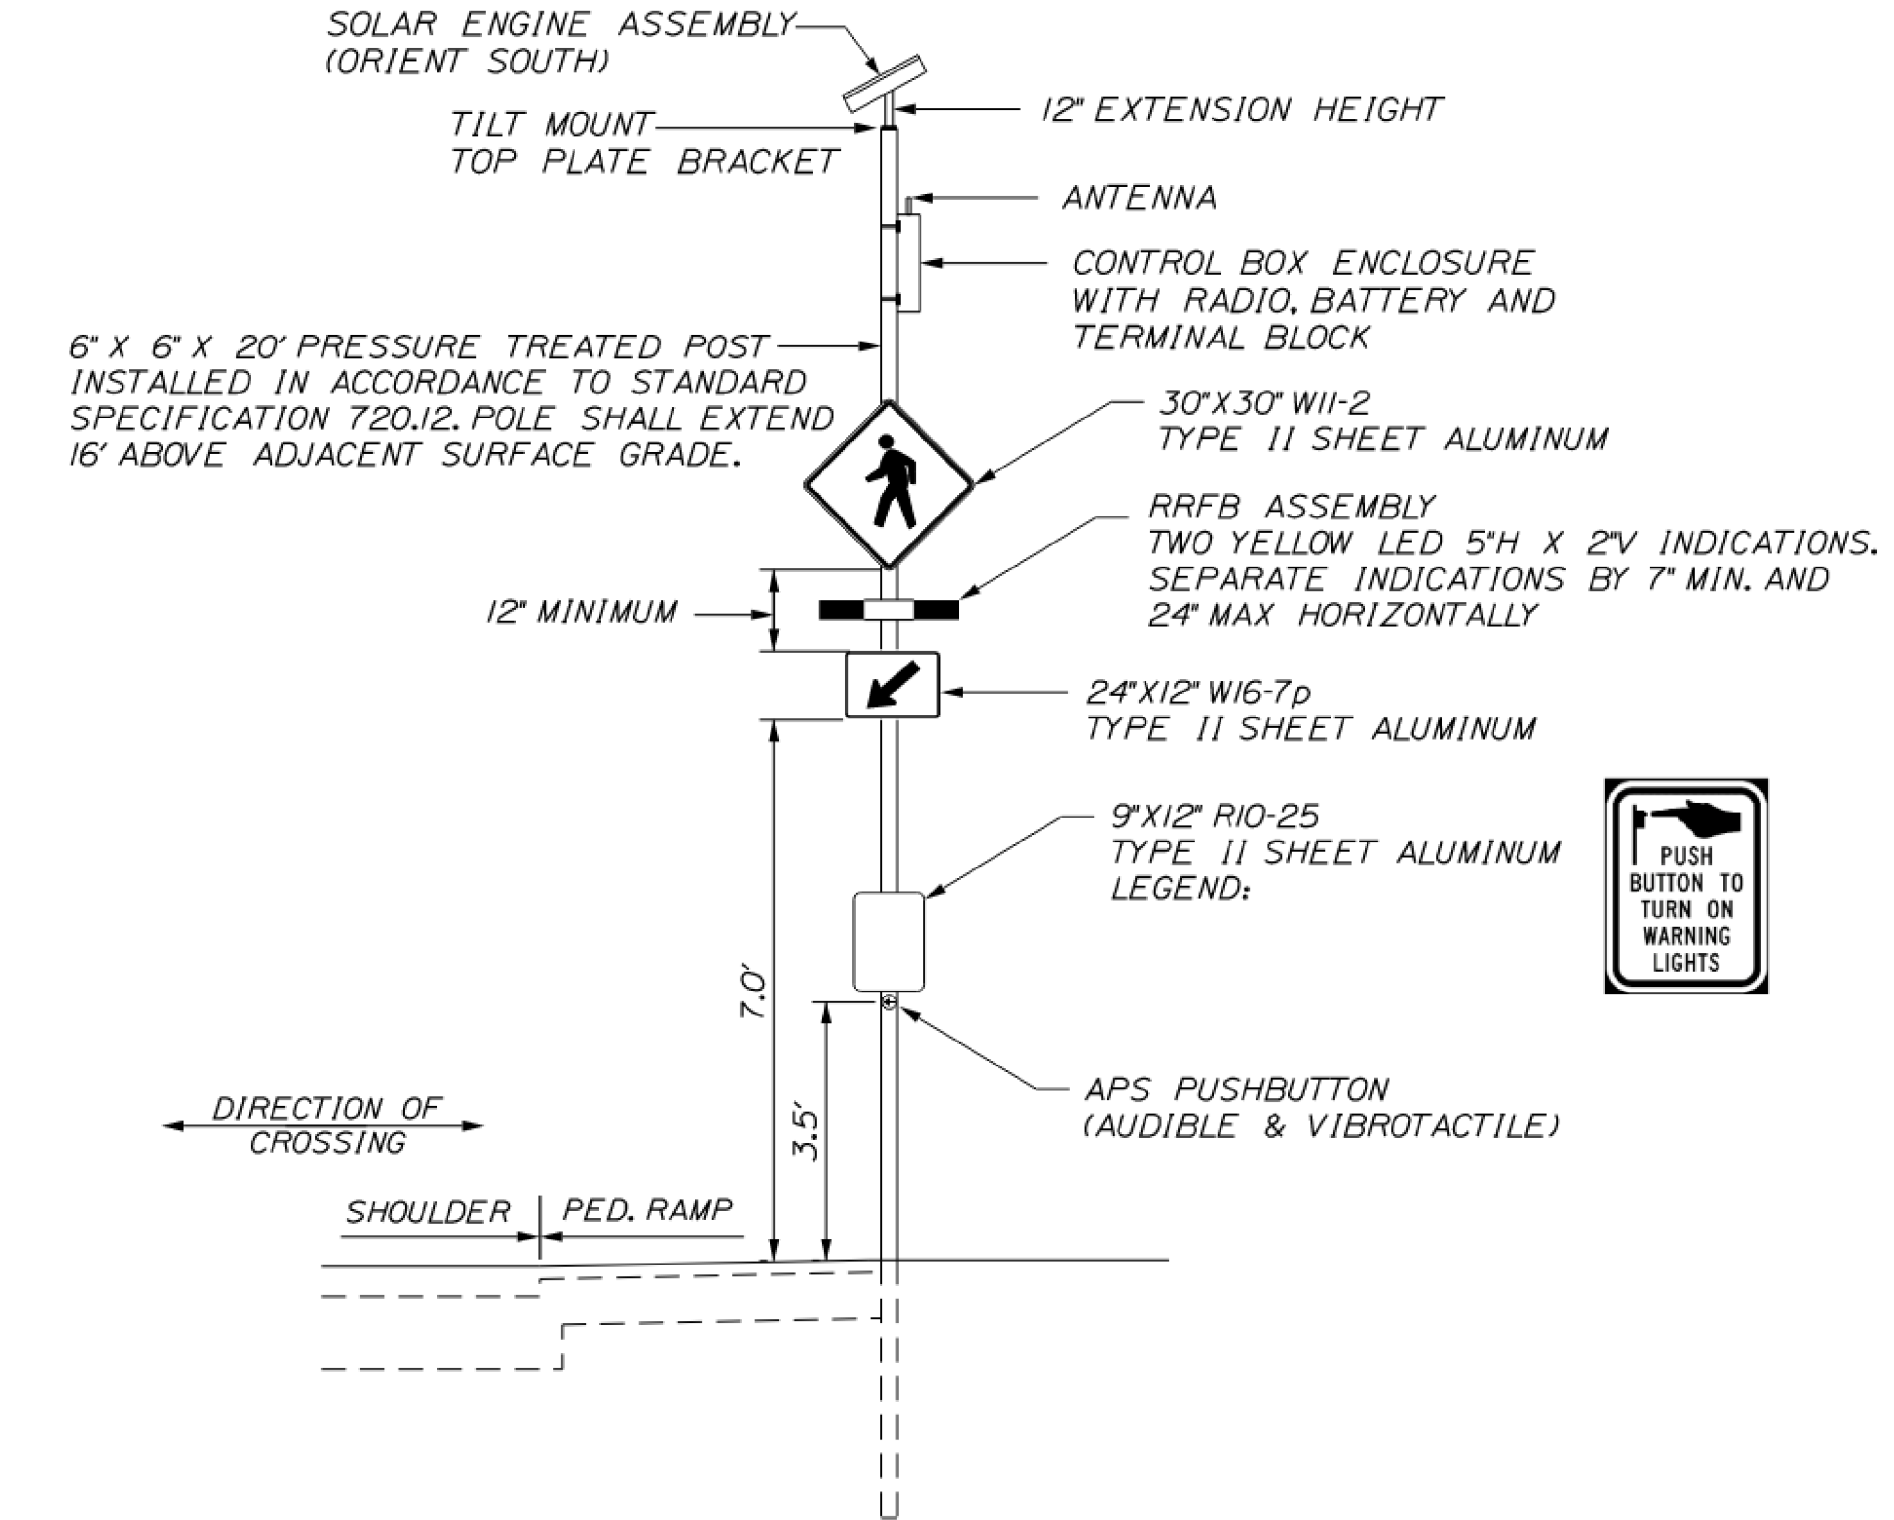 SOLAR ENGINE ASSEMBLY
(ORIENT SOUTH)
12" EXTENSION HEIGHT
TILT MOUNT
TOP PLATE BRACKET
ANTENNA
CONTROL BOX ENCLOSURE
WITH RADIO, BATTERY AND
TERMINAL BLOCK
6" X 6" X 20' PRESSURE TREATED POST
INSTALLED IN ACCORDANCE TO STANDARD
SPECIFICATION 720.12. POLE SHALL EXTEND
16' ABOVE ADJACENT SURFACE GRADE.
30"X30" W11-2
TYPE II SHEET ALUMINUM
RRFB ASSEMBLY
TWO YELLOW LED 5"H X 2"V INDICATIONS.
SEPARATE INDICATIONS BY 7" MIN. AND
24" MAX HORIZONTALLY
12" MINIMUM
24"X12" W16-7p
TYPE II SHEET ALUMINUM
9"X12" R10-25
TYPE II SHEET ALUMINUM
LEGEND:
PUSH
BUTTON TO
TURN ON
WARNING
LIGHTS
7.0'
3.5'
APS PUSHBUTTON
(AUDIBLE & VIBROTACTILE)
DIRECTION OF
CROSSING
SHOULDER
PED. RAMP